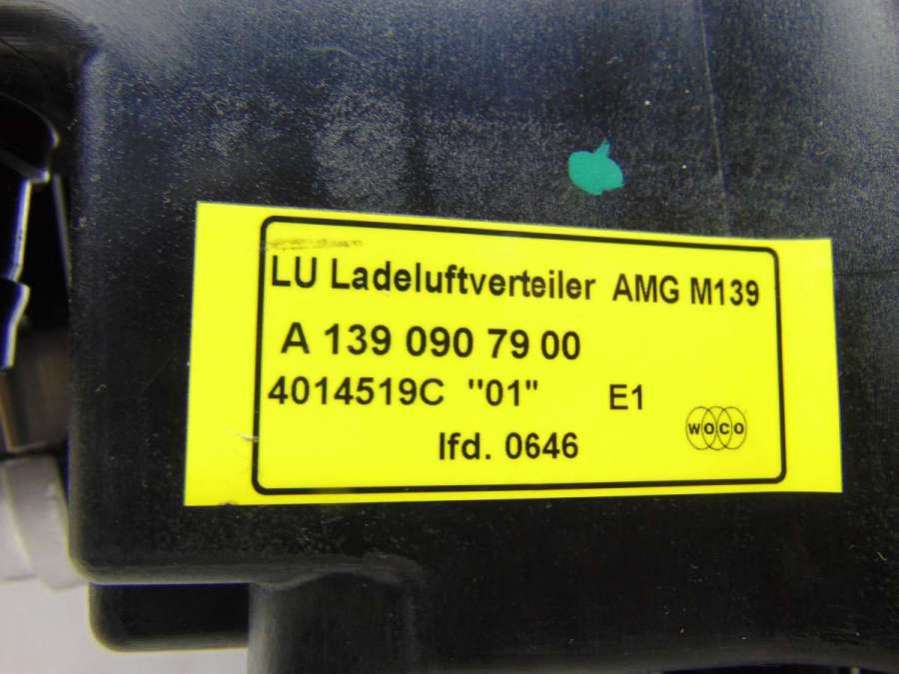 LU Ladeluftverteiler AMG M139
A 139 090 79 00
4014519C "01" E1
lfd. 0646
WOCO